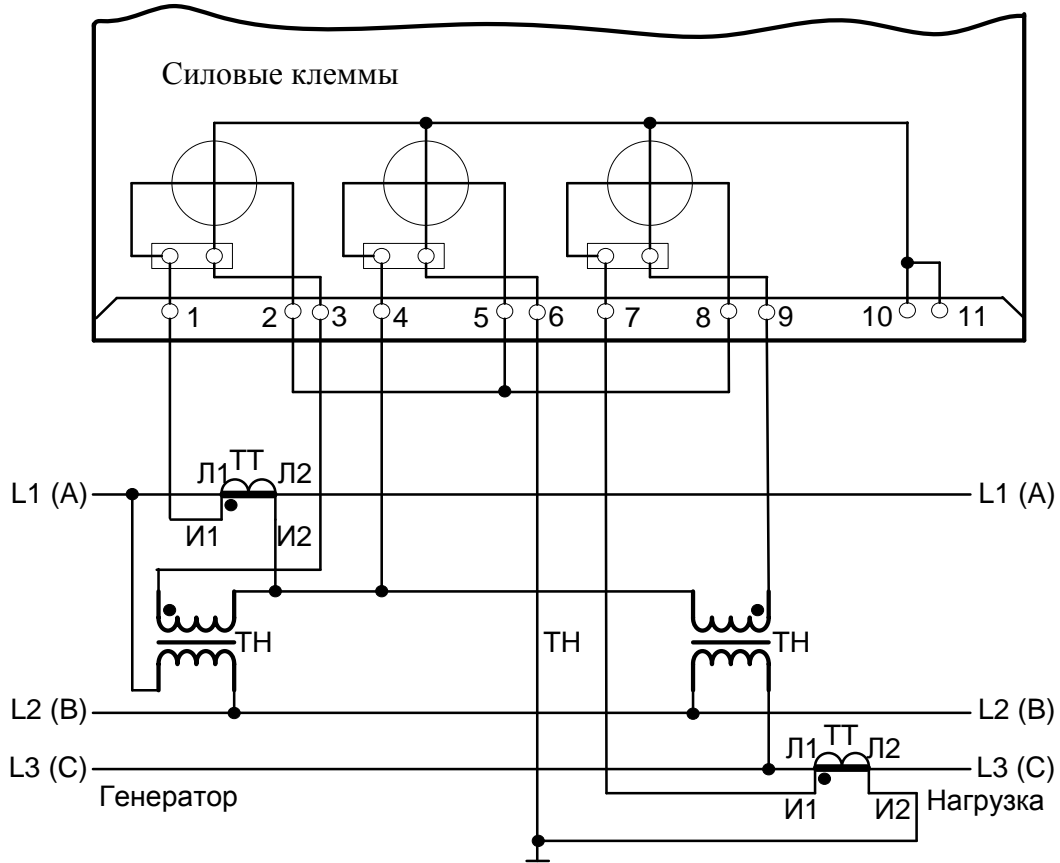 Силовые клеммы
1 2 3 4 5 6 7 8 9 10 11
Л1 ТТ Л2
L1 (A) L1 (A)
И1 И2
ТН ТН ТН
L2 (B) L2 (B)
Л1 ТТ Л2
L3 (C) L3 (C)
Генератор И1 И2 Нагрузка